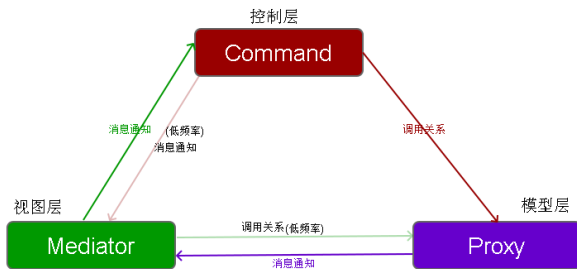 控制层
Command
消息通知
(低频率)
消息通知
调用关系
视图层
模型层
Mediator
调用关系(低频率)
Proxy
消息通知